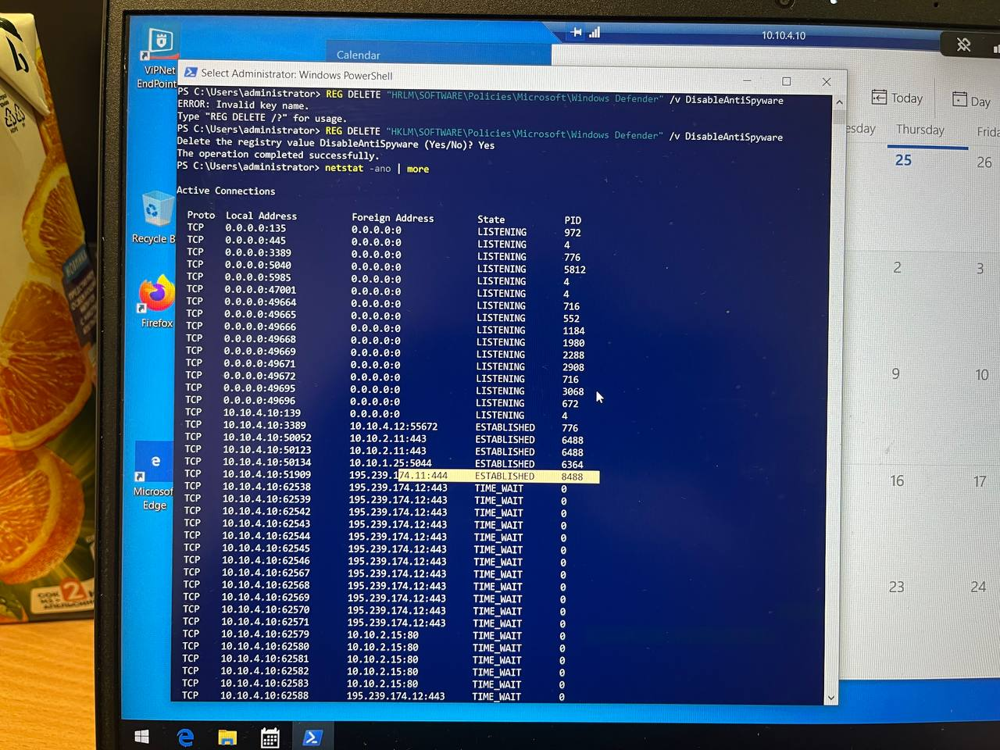 10.10.4.10
ViPNet
EndPoint
Calendar
Select Administrator: Windows PowerShell
PS C:\Users\administrator> REG DELETE "HRLM\SOFTWARE\Policies\Microsoft\Windows Defender" /v DisableAntiSpyware
ERROR: Invalid key name.
Type "REG DELETE /?" for usage.
PS C:\Users\administrator> REG DELETE "HKLM\SOFTWARE\Policies\Microsoft\Windows Defender" /v DisableAntiSpyware
Delete the registry value DisableAntiSpyware (Yes/No)? Yes
The operation completed successfully.
PS C:\Users\administrator> netstat -ano | more
Active Connections
Proto Local Address Foreign Address State PID
TCP 0.0.0.0:135 0.0.0.0:0 LISTENING 972
TCP 0.0.0.0:445 0.0.0.0:0 LISTENING 4
TCP 0.0.0.0:3389 0.0.0.0:0 LISTENING 776
TCP 0.0.0.0:5040 0.0.0.0:0 LISTENING 5812
TCP 0.0.0.0:5985 0.0.0.0:0 LISTENING 4
TCP 0.0.0.0:47001 0.0.0.0:0 LISTENING 4
TCP 0.0.0.0:49664 0.0.0.0:0 LISTENING 716
TCP 0.0.0.0:49665 0.0.0.0:0 LISTENING 552
TCP 0.0.0.0:49666 0.0.0.0:0 LISTENING 1184
TCP 0.0.0.0:49668 0.0.0.0:0 LISTENING 1980
TCP 0.0.0.0:49669 0.0.0.0:0 LISTENING 2288
TCP 0.0.0.0:49671 0.0.0.0:0 LISTENING 2908
TCP 0.0.0.0:49672 0.0.0.0:0 LISTENING 716
TCP 0.0.0.0:49695 0.0.0.0:0 LISTENING 3068
TCP 0.0.0.0:49696 0.0.0.0:0 LISTENING 672
TCP 10.10.4.10:139 0.0.0.0:0 LISTENING 4
TCP 10.10.4.10:3389 10.10.4.12:55672 ESTABLISHED 776
TCP 10.10.4.10:50052 10.10.2.11:443 ESTABLISHED 6488
TCP 10.10.4.10:50123 10.10.2.11:443 ESTABLISHED 6488
TCP 10.10.4.10:50134 10.10.1.25:5044 ESTABLISHED 6364
TCP 10.10.4.10:51909 195.239.174.11:444 ESTABLISHED 8488
TCP 10.10.4.10:62538 195.239.174.12:443 TIME_WAIT 0
TCP 10.10.4.10:62539 195.239.174.12:443 TIME_WAIT 0
TCP 10.10.4.10:62542 195.239.174.12:443 TIME_WAIT 0
TCP 10.10.4.10:62543 195.239.174.12:443 TIME_WAIT 0
TCP 10.10.4.10:62544 195.239.174.12:443 TIME_WAIT 0
TCP 10.10.4.10:62545 195.239.174.12:443 TIME_WAIT 0
TCP 10.10.4.10:62546 195.239.174.12:443 TIME_WAIT 0
TCP 10.10.4.10:62567 195.239.174.12:443 TIME_WAIT 0
TCP 10.10.4.10:62568 195.239.174.12:443 TIME_WAIT 0
TCP 10.10.4.10:62569 195.239.174.12:443 TIME_WAIT 0
TCP 10.10.4.10:62570 195.239.174.12:443 TIME_WAIT 0
TCP 10.10.4.10:62571 195.239.174.12:443 TIME_WAIT 0
TCP 10.10.4.10:62579 10.10.2.15:80 TIME_WAIT 0
TCP 10.10.4.10:62580 10.10.2.15:80 TIME_WAIT 0
TCP 10.10.4.10:62581 10.10.2.15:80 TIME_WAIT 0
TCP 10.10.4.10:62582 10.10.2.15:80 TIME_WAIT 0
TCP 10.10.4.10:62583 10.10.2.15:80 TIME_WAIT 0
TCP 10.10.4.10:62588 195.239.174.12:443 TIME_WAIT 0
Recycle B
Firefox
Microsof
Edge
Today Day
esday Thursday Frida
25 26
2 3
9 10
16 17
23 24
СОК
2